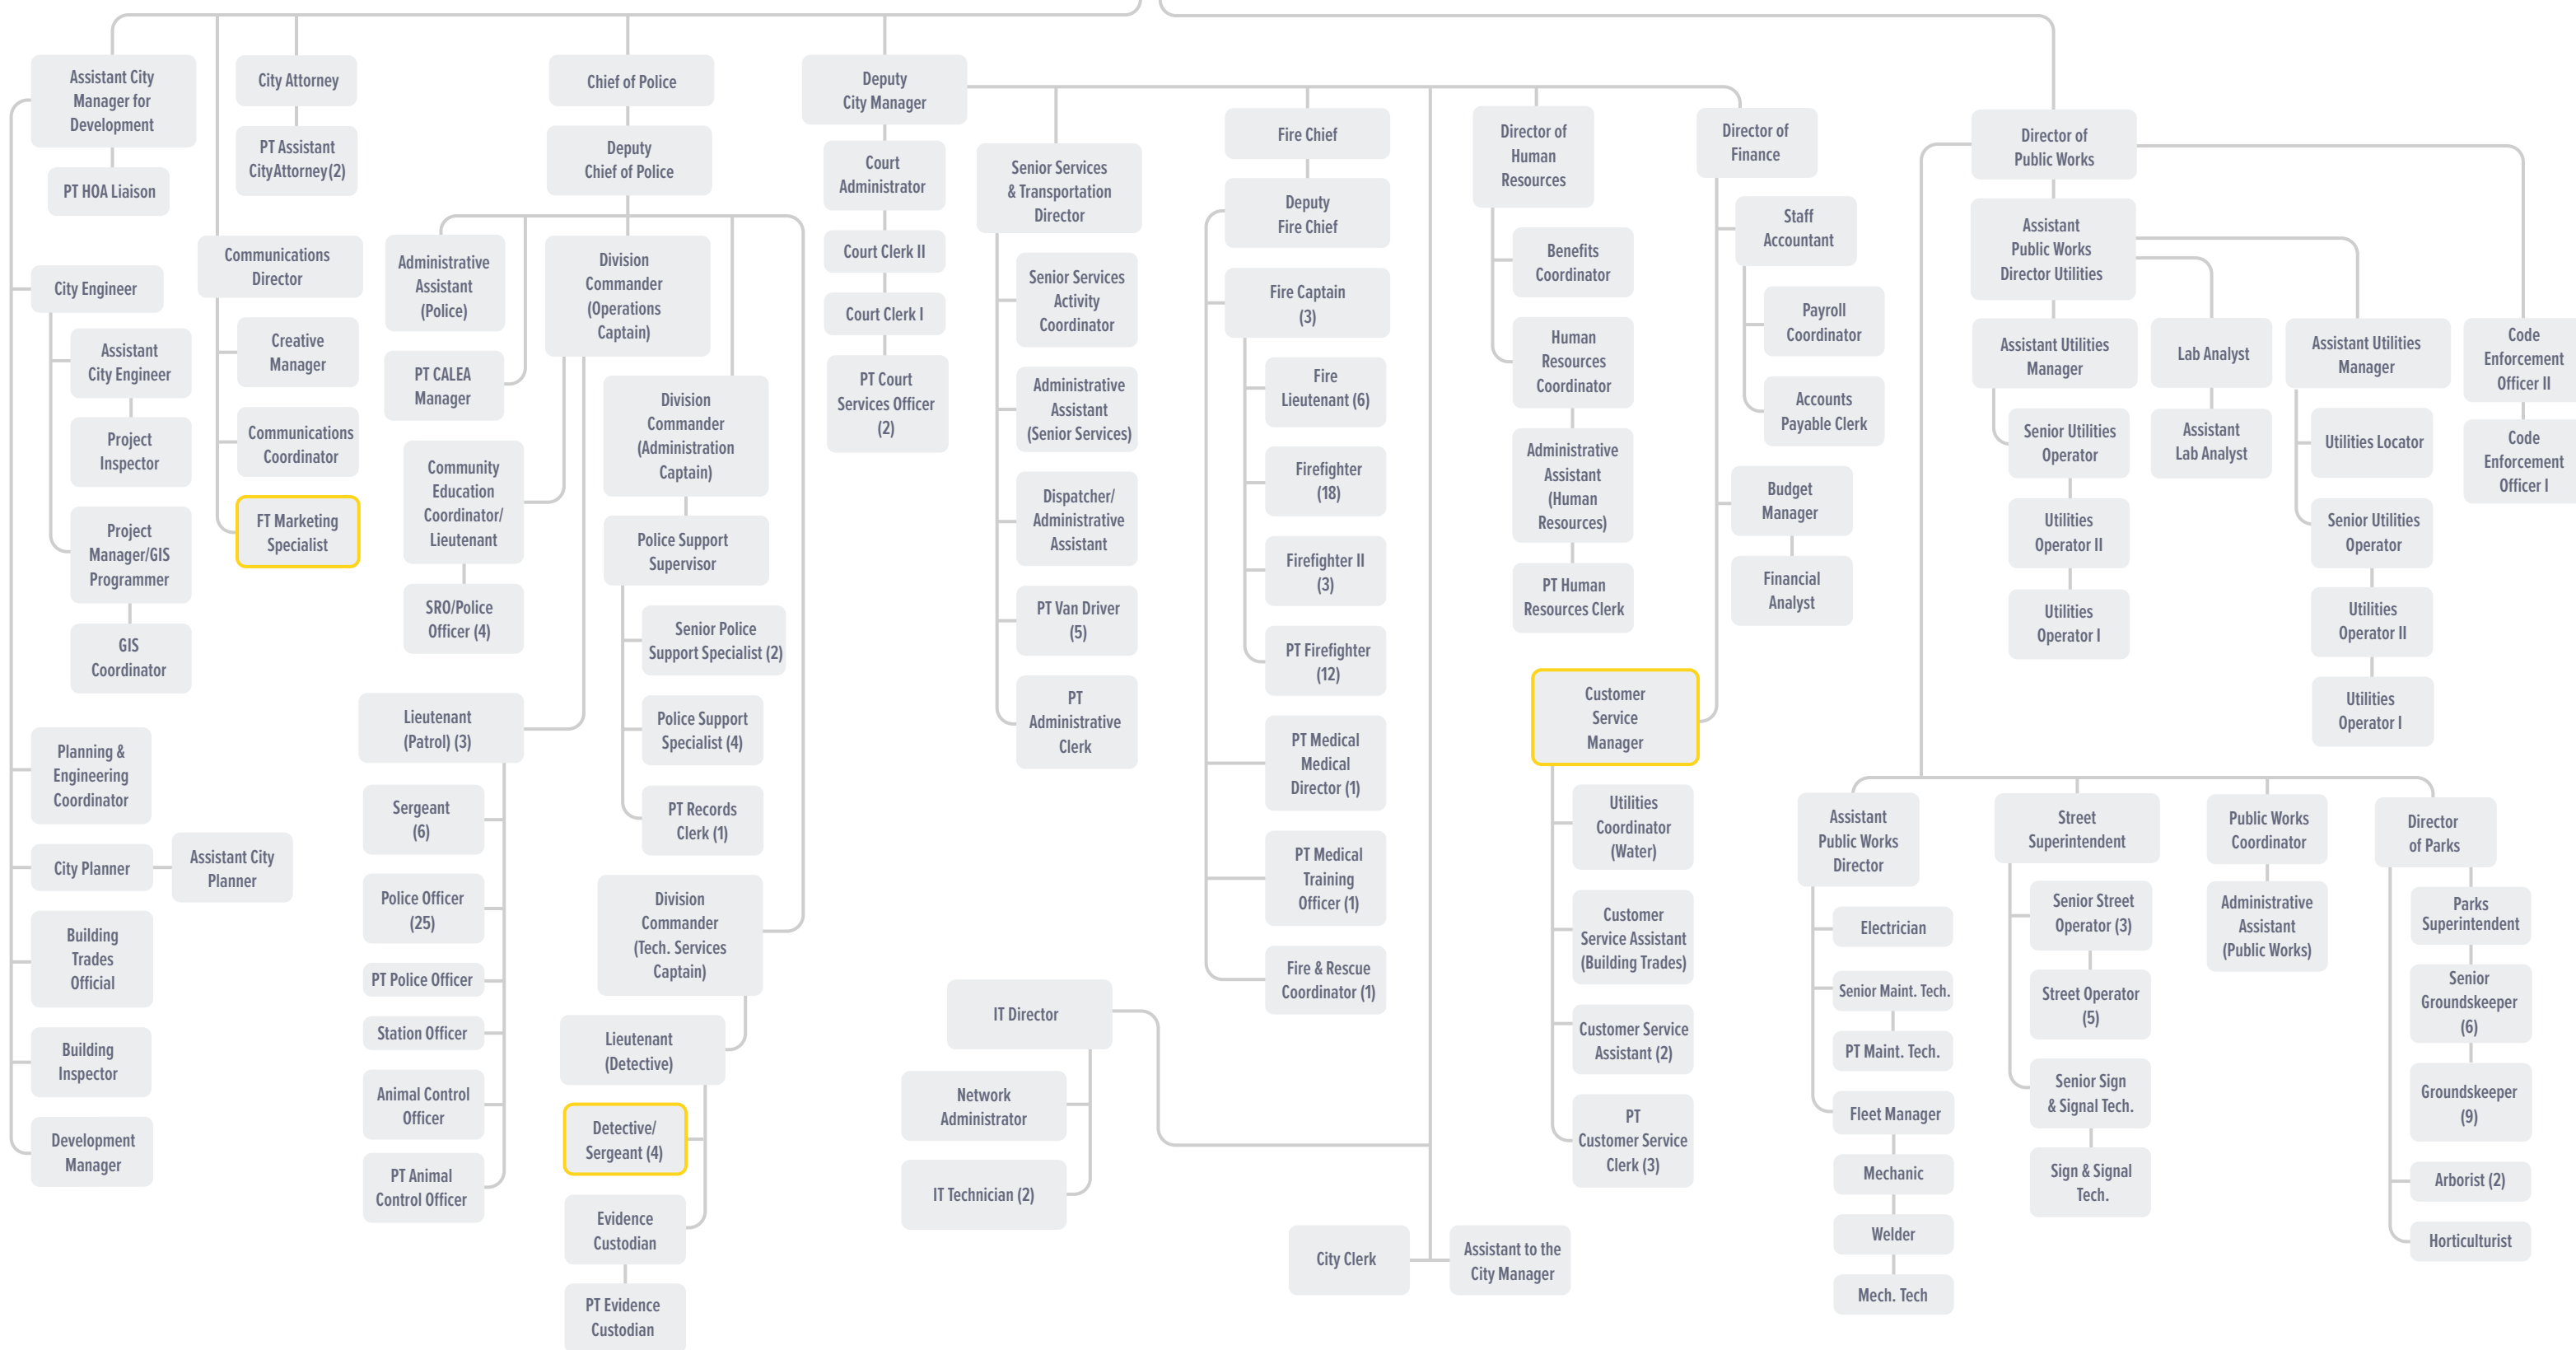 Assistant City
Manager for
Development
PT HOA Liaison
City Engineer
Assistant
City Engineer
Project
Inspector
Project
Manager/GIS
Programmer
GIS
Coordinator
Planning &
Engineering
Coordinator
City Planner
Assistant City
Planner
Building
Trades
Official
Building
Inspector
Development
Manager
City Attorney
PT Assistant
CityAttorney(2)
Communications
Director
Creative
Manager
Communications
Coordinator
FT Marketing
Specialist
Chief of Police
Deputy
Chief of Police
Administrative
Assistant
(Police)
PT CALEA
Manager
Division
Commander
(Operations
Captain)
Community
Education
Coordinator/
Lieutenant
SRO/Police
Officer (4)
Lieutenant
(Patrol) (3)
Sergeant
(6)
Police Officer
(25)
PT Police Officer
Station Officer
Animal Control
Officer
PT Animal
Control Officer
Division
Commander
(Administration
Captain)
Police Support
Supervisor
Senior Police
Support Specialist (2)
Police Support
Specialist (4)
PT Records
Clerk (1)
Division
Commander
(Tech. Services
Captain)
Lieutenant
(Detective)
Detective/
Sergeant (4)
Evidence
Custodian
PT Evidence
Custodian
Deputy
City Manager
Court
Administrator
Court Clerk II
Court Clerk I
PT Court
Services Officer
(2)
Senior Services
& Transportation
Director
Senior Services
Activity
Coordinator
Administrative
Assistant
(Senior Services)
Dispatcher/
Administrative
Assistant
PT Van Driver
(5)
PT
Administrative
Clerk
Fire Chief
Deputy
Fire Chief
Fire Captain
(3)
Fire
Lieutenant (6)
Firefighter
(18)
Firefighter II
(3)
PT Firefighter
(12)
PT Medical
Medical
Director (1)
PT Medical
Training
Officer (1)
Fire & Rescue
Coordinator (1)
IT Director
Network
Administrator
IT Technician (2)
City Clerk
Assistant to the
City Manager
Director of
Human
Resources
Benefits
Coordinator
Human
Resources
Coordinator
Administrative
Assistant
(Human
Resources)
PT Human
Resources Clerk
Director of
Finance
Staff
Accountant
Payroll
Coordinator
Accounts
Payable Clerk
Budget
Manager
Financial
Analyst
Customer
Service
Manager
Utilities
Coordinator
(Water)
Customer
Service Assistant
(Building Trades)
Customer Service
Assistant (2)
PT
Customer Service
Clerk (3)
Director of
Public Works
Assistant
Public Works
Director Utilities
Assistant Utilities
Manager
Senior Utilities
Operator
Utilities
Operator II
Utilities
Operator I
Lab Analyst
Assistant
Lab Analyst
Assistant Utilities
Manager
Utilities Locator
Senior Utilities
Operator
Utilities
Operator II
Utilities
Operator I
Code
Enforcement
Officer II
Code
Enforcement
Officer I
Assistant
Public Works
Director
Electrician
Senior Maint. Tech.
PT Maint. Tech.
Fleet Manager
Mechanic
Welder
Mech. Tech
Street
Superintendent
Senior Street
Operator (3)
Street Operator
(5)
Senior Sign
& Signal Tech.
Sign & Signal
Tech.
Public Works
Coordinator
Administrative
Assistant
(Public Works)
Director
of Parks
Parks
Superintendent
Senior
Groundskeeper
(6)
Groundskeeper
(9)
Arborist (2)
Horticulturist